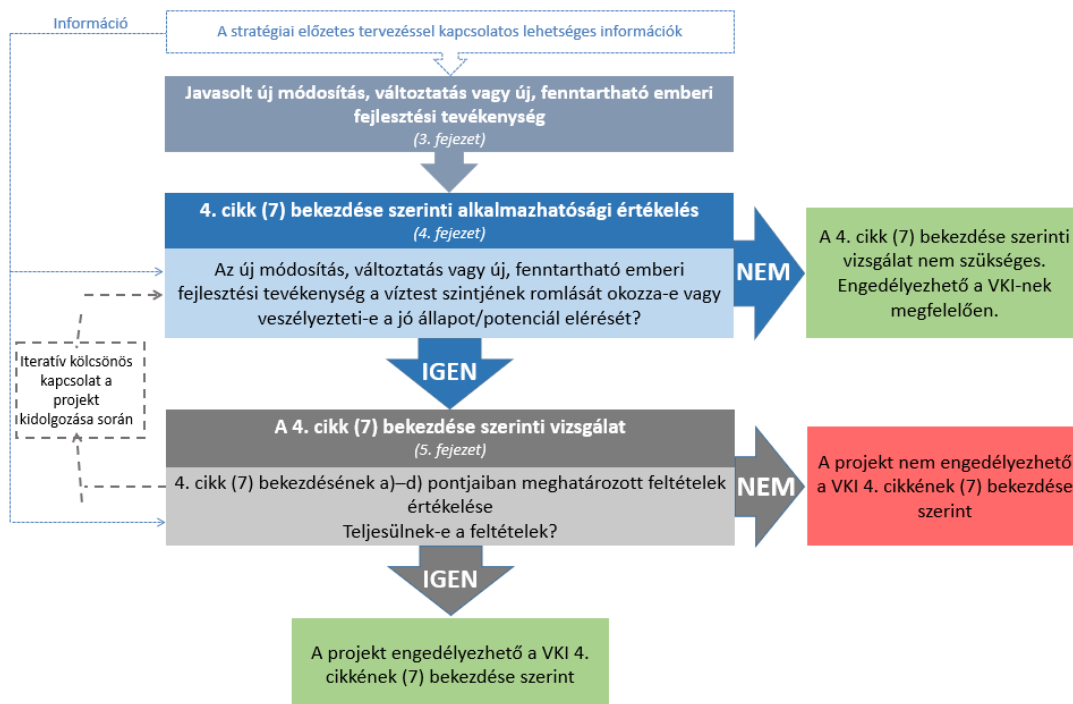 Információ
A stratégiai előzetes tervezéssel kapcsolatos lehetséges információk
Javasolt új módosítás, változtatás vagy új, fenntartható emberi
fejlesztési tevékenység
(3. fejezet)
4. cikk (7) bekezdése szerinti alkalmazhatósági értékelés
(4. fejezet)
Az új módosítás, változtatás vagy új, fenntartható emberi
fejlesztési tevékenység a víztest szintjének romlását okozza-e vagy
veszélyezteti-e a jó állapot/potenciál elérését?
NEM
A 4. cikk (7) bekezdése szerinti
vizsgálat nem szükséges.
Engedélyezhető a VKI-nek
megfelelően.
IGEN
Iteratív kölcsönös
kapcsolat a
projekt
kidolgozása során
A 4. cikk (7) bekezdése szerinti vizsgálat
(5. fejezet)
4. cikk (7) bekezdésének a)–d) pontjaiban meghatározott feltételek
értékelése
Teljesülnek-e a feltételek?
NEM
A projekt nem engedélyezhető
a VKI 4. cikkének (7) bekezdése
szerint
IGEN
A projekt engedélyezhető a VKI 4.
cikkének (7) bekezdése szerint